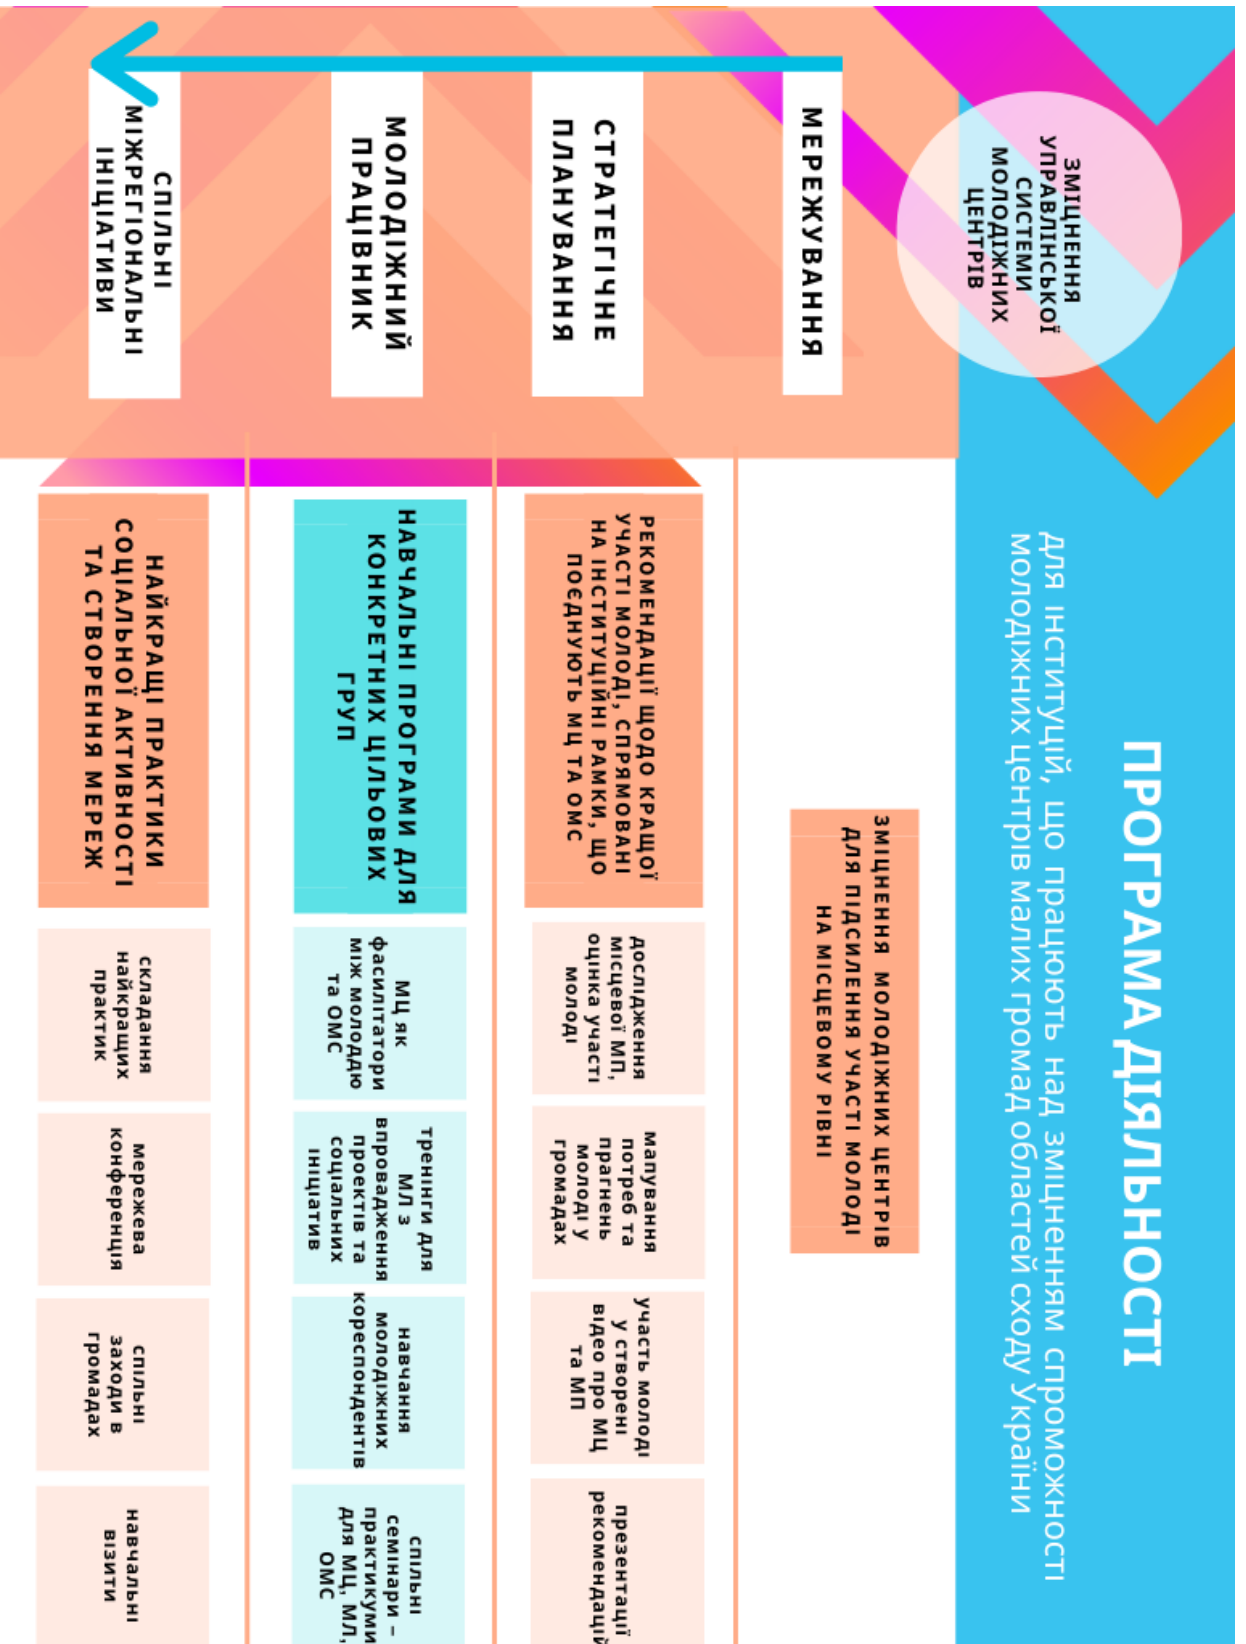 ПРОГРАМА ДІЯЛЬНОСТІ
для інституцій, що працюють над зміцненням спроможності
молодіжних центрів малих громад областей сходу України
ЗМІЦНЕННЯ
УПРАВЛІНСЬКОЇ
СИСТЕМИ
МОЛОДІЖНИХ
ЦЕНТРІВ
МЕРЕЖУВАННЯ
ЗМІЦНЕННЯ МОЛОДІЖНИХ ЦЕНТРІВ
ДЛЯ ПІДСИЛЕННЯ УЧАСТІ МОЛОДІ
НА МІСЦЕВОМУ РІВНІ
СТРАТЕГІЧНЕ
ПЛАНУВАННЯ
РЕКОМЕНДАЦІЇ ЩОДО КРАЩОЇ
УЧАСТІ МОЛОДІ, СПРЯМОВАНІ
НА ІНСТИТУЦІЙНІ РАМКИ, ЩО
ПОЄДНУЮТЬ МЦ ТА ОМС
дослідження
місцевої МП,
оцінка участі
молоді
мапування
потреб та
прагнень
молоді у
громадах
участь молоді
у створені
відео про МЦ
та МП
презентації
рекомендацій
МОЛОДІЖНИЙ
ПРАЦІВНИК
НАВЧАЛЬНІ ПРОГРАМИ ДЛЯ
КОНКРЕТНИХ ЦІЛЬОВИХ
ГРУП
МЦ як
фасилітатори
між молоддю
та ОМС
тренінги для
МЛ з
впровадження
проектів та
соціальних
ініціатив
навчання
молодіжних
кореспондентів
спільні
семінари –
практикуми
для МЦ, МЛ,
ОМС
СПІЛЬНІ
МІЖРЕГІОНАЛЬНІ
ІНІЦІАТИВИ
НАЙКРАЩІ ПРАКТИКИ
СОЦІАЛЬНОЇ АКТИВНОСТІ
ТА СТВОРЕННЯ МЕРЕЖ
складання
найкращих
практик
мережева
конференція
спільні
заходи в
громадах
навчальні
візити